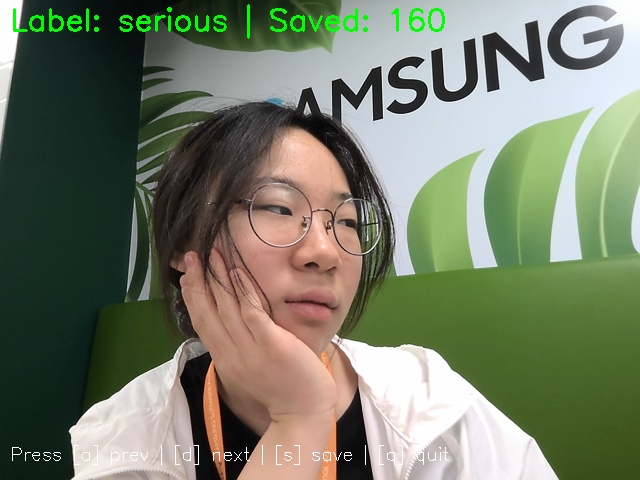 Label: serious | Saved: 160
AMSUNG
Press [a] prev | [d] next | [s] save | [q] quit